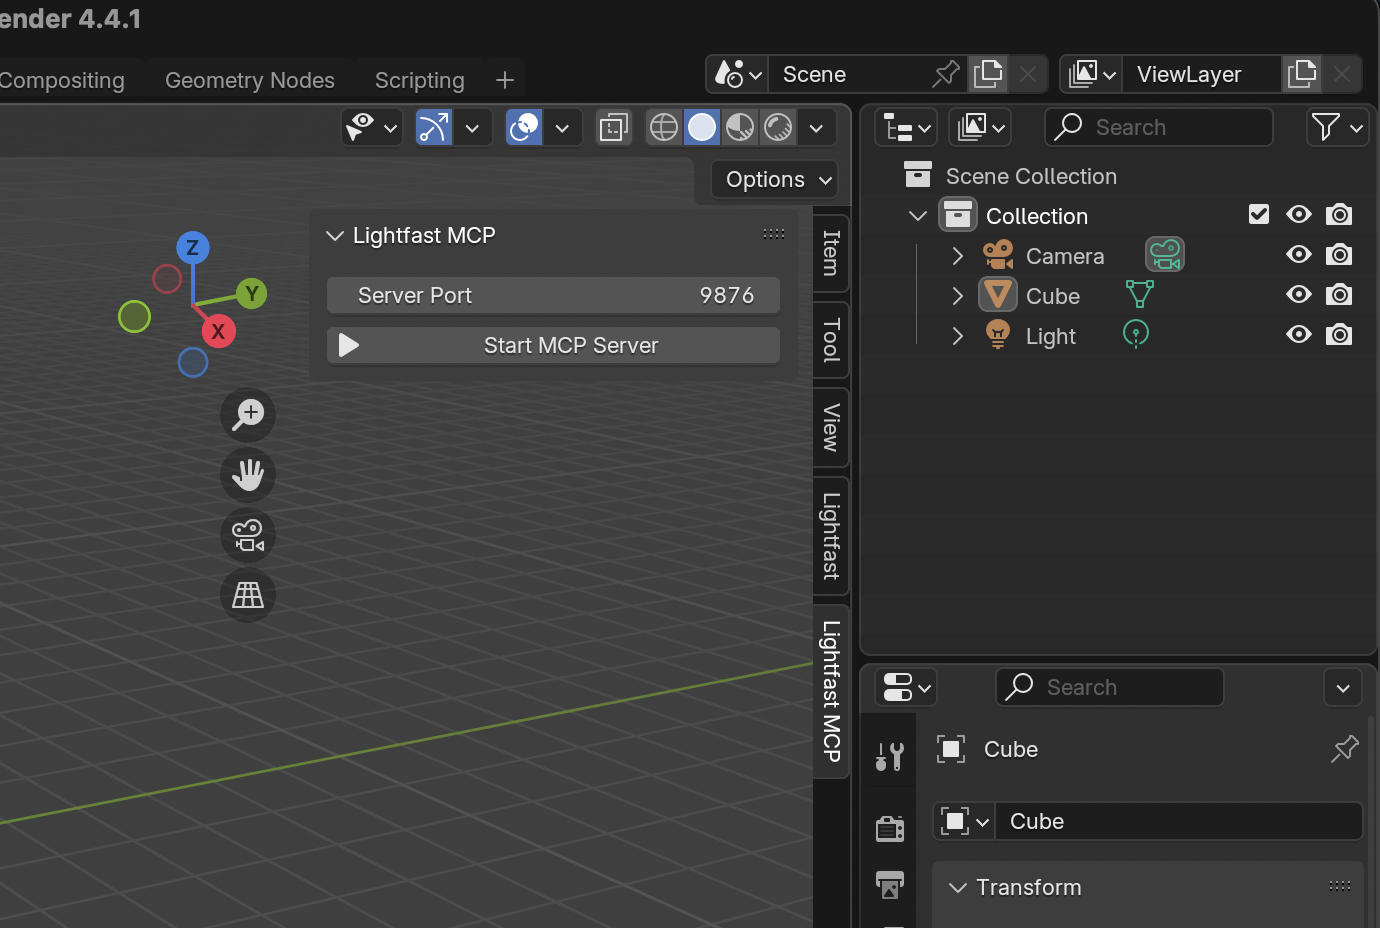 ender 4.4.1
Compositing
Geometry Nodes
Scripting
Scene
ViewLayer
Search
Options
Scene Collection
Collection
Camera
Cube
Light
Lightfast MCP
Server Port
9876
Start MCP Server
Z
Y
X
Item
Tool
View
Lightfast
Lightfast MCP
Search
Cube
Cube
Transform